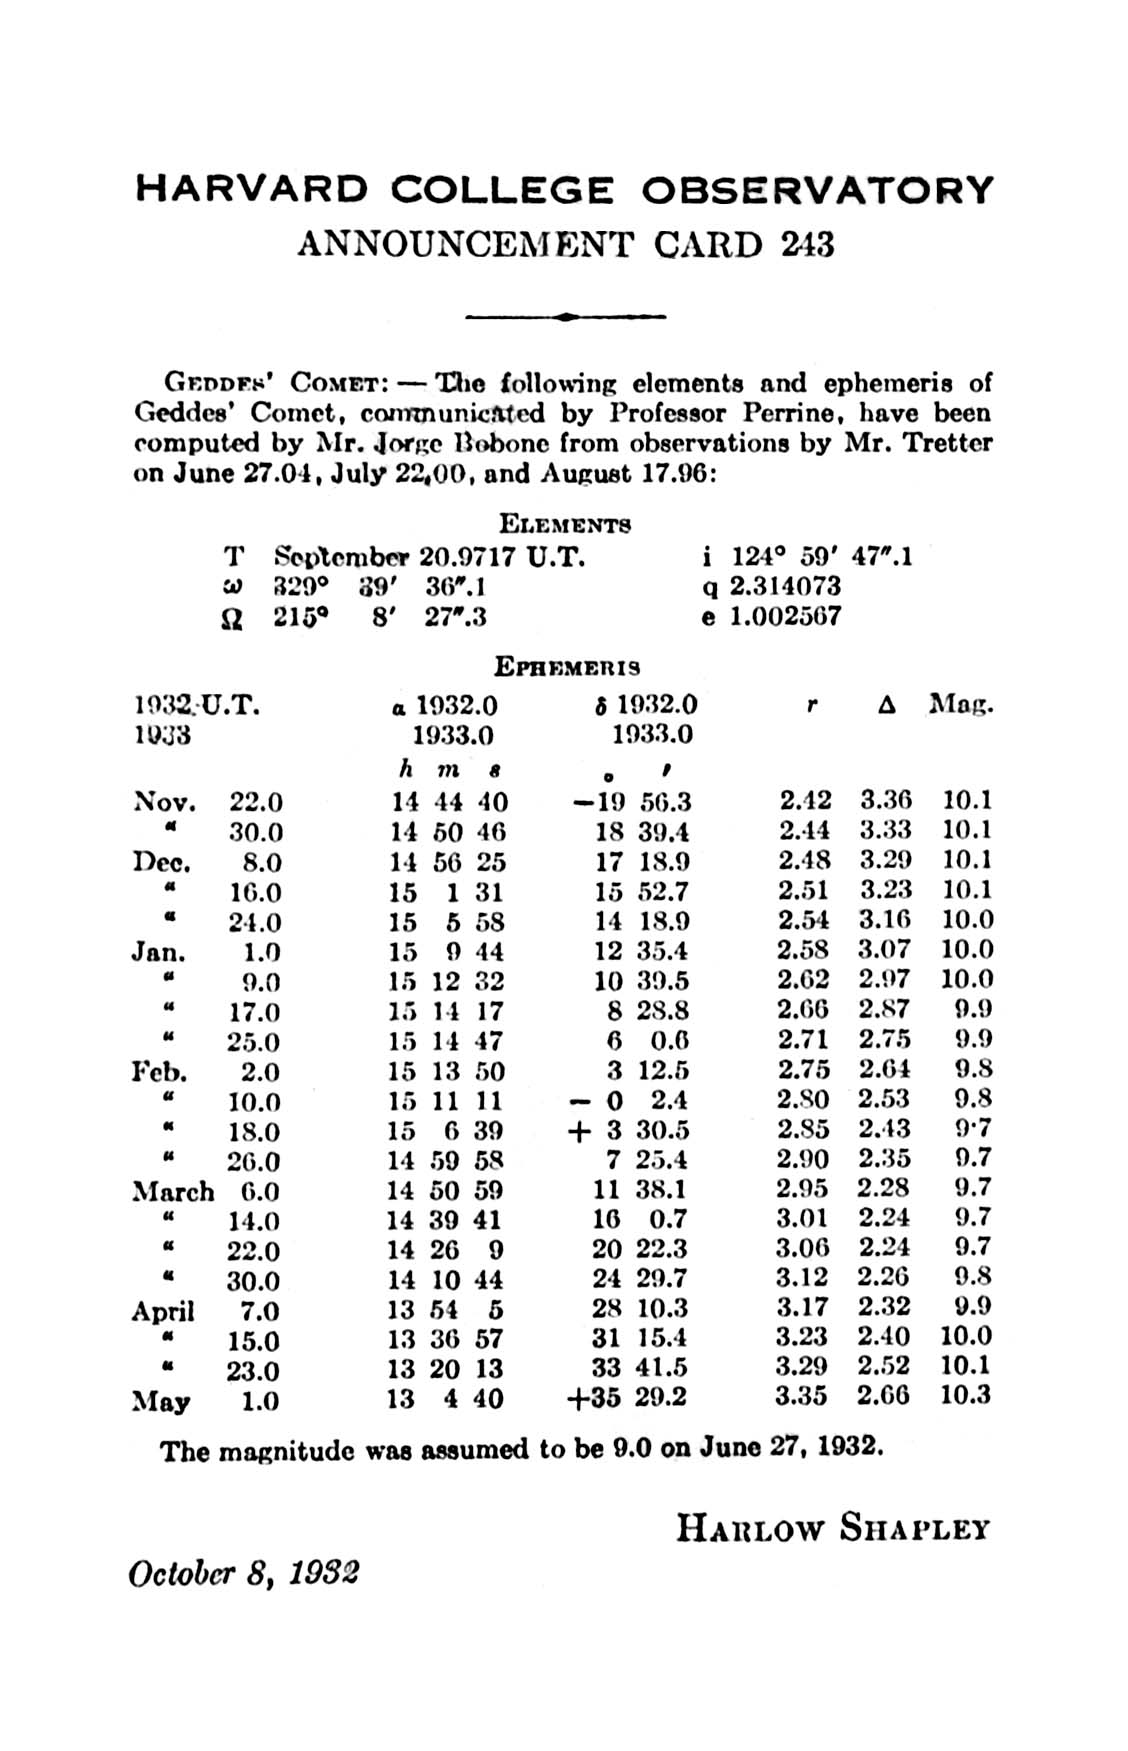 HARVARD COLLEGE OBSERVATORY
ANNOUNCEMENT CARD 243
GEDDES' COMET: — The following elements and ephemeris of
Geddes' Comet, communicated by Professor Perrine, have been
computed by Mr. Jorge Bobone from observations by Mr. Tretter
on June 27.04, July 22.00, and August 17.96:
ELEMENTS
T September 20.9717 U.T. i 124° 59′ 47″.1
ω 329° 39′ 36″.1 q 2.314073
Ω 215° 8′ 27″.3 e 1.002567
EPHEMERIS
1932 U.T. α 1932.0 δ 1932.0 r Δ Mag.
1933 1933.0 1933.0
h m s ° ′
Nov. 22.0 14 44 40 −19 56.3 2.42 3.36 10.1
" 30.0 14 50 46 18 39.4 2.44 3.33 10.1
Dec. 8.0 14 56 25 17 18.9 2.48 3.29 10.1
" 16.0 15 1 31 15 52.7 2.51 3.23 10.1
" 24.0 15 5 58 14 18.9 2.54 3.16 10.0
Jan. 1.0 15 9 44 12 35.4 2.58 3.07 10.0
" 9.0 15 12 32 10 39.5 2.62 2.97 10.0
" 17.0 15 14 17 8 28.8 2.66 2.87 9.9
" 25.0 15 14 47 6 0.6 2.71 2.75 9.9
Feb. 2.0 15 13 50 3 12.5 2.75 2.64 9.8
" 10.0 15 11 11 − 0 2.4 2.80 2.53 9.8
" 18.0 15 6 39 + 3 30.5 2.85 2.43 9·7
" 26.0 14 59 58 7 25.4 2.90 2.35 9.7
March 6.0 14 50 59 11 38.1 2.95 2.28 9.7
" 14.0 14 39 41 16 0.7 3.01 2.24 9.7
" 22.0 14 26 9 20 22.3 3.06 2.24 9.7
" 30.0 14 10 44 24 29.7 3.12 2.26 9.8
April 7.0 13 54 5 28 10.3 3.17 2.32 9.9
" 15.0 13 36 57 31 15.4 3.23 2.40 10.0
" 23.0 13 20 13 33 41.5 3.29 2.52 10.1
May 1.0 13 4 40 +35 29.2 3.35 2.66 10.3
The magnitude was assumed to be 9.0 on June 27, 1932.
HARLOW SHAPLEY
October 8, 1932